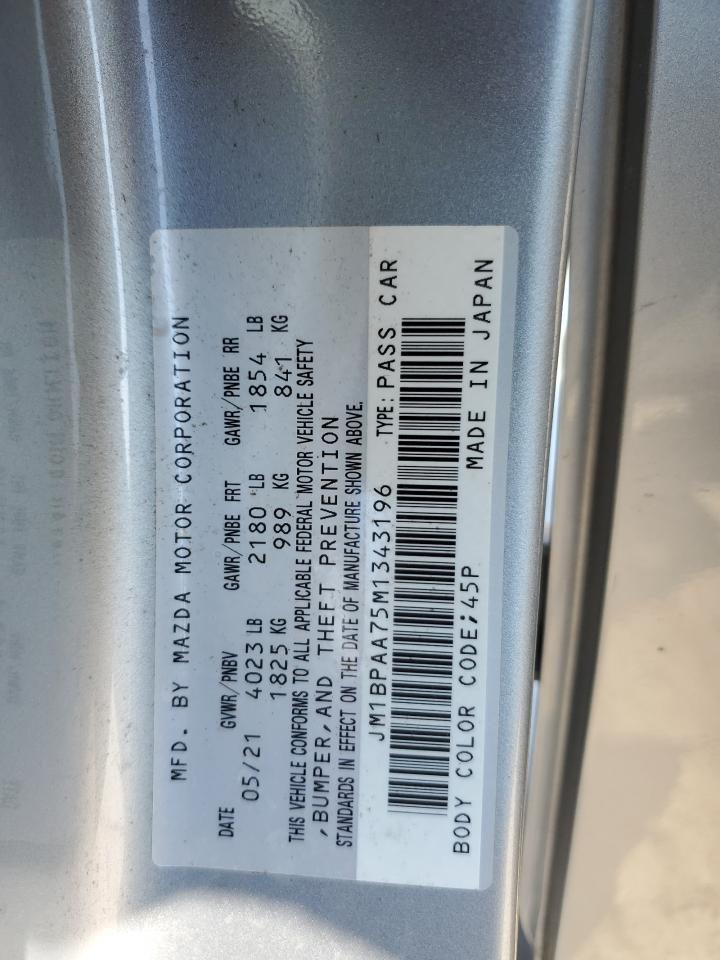 MFD. BY MAZDA MOTOR CORPORATION
DATE GVWR/PNBV GAWR/PNBE FRT GAWR/PNBE RR
05/21 4023 LB 2180 LB 1854 LB
1825 KG 989 KG 841 KG
THIS VEHICLE CONFORMS TO ALL APPLICABLE FEDERAL MOTOR VEHICLE SAFETY
,BUMPER,AND THEFT PREVENTION
STANDARDS IN EFFECT ON THE DATE OF MANUFACTURE SHOWN ABOVE.
JM1BPAA75M1343196 TYPE: PASS CAR
BODY COLOR CODE;45P MADE IN JAPAN